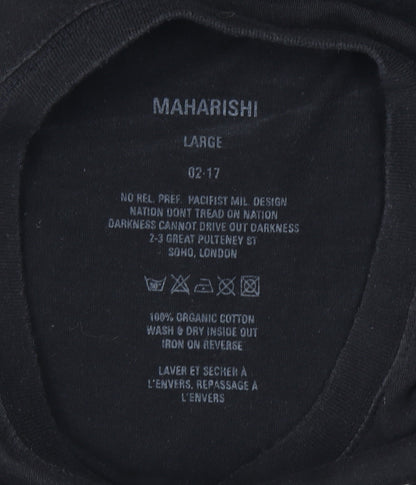 MAHARISHI
LARGE
02-17
NO REL. PREF. PACIFIST MIL. DESIGN
NATION DONT TREAD ON NATION
DARKNESS CANNOT DRIVE OUT DARKNESS
2-3 GREAT PULTENEY ST
SOHO, LONDON
30°
100% ORGANIC COTTON
WASH & DRY INSIDE OUT
IRON ON REVERSE
LAVER ET SECHER À
L'ENVERS, REPASSAGE À
L'ENVERS